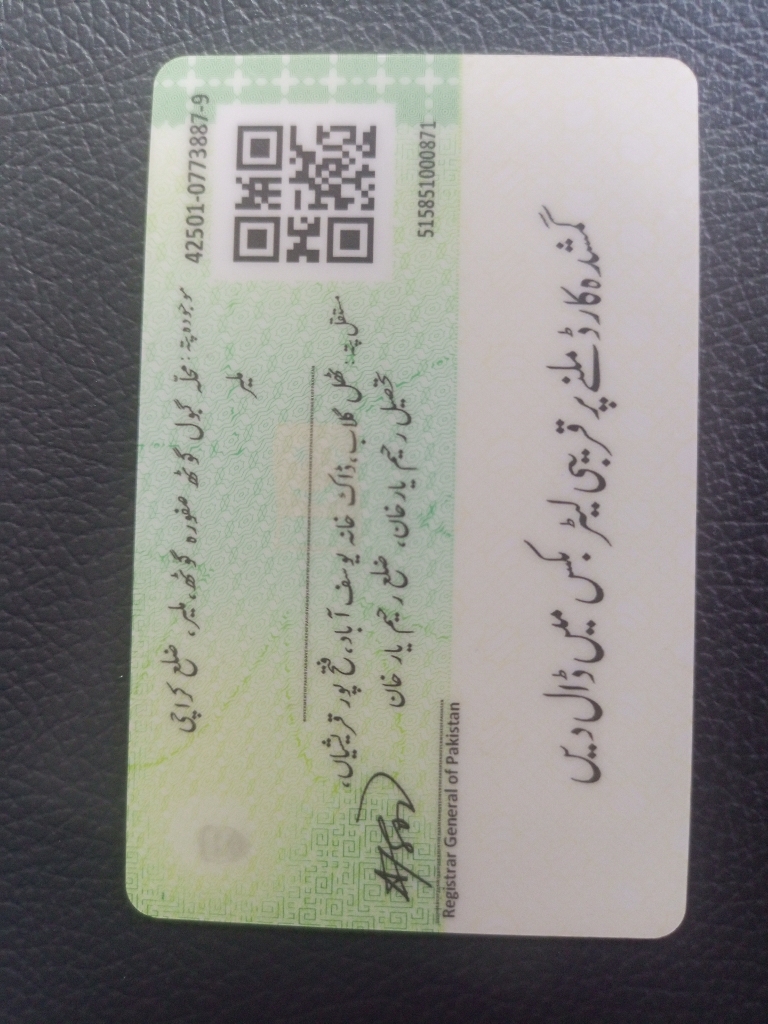 42501-0773887-9
موجودہ پتہ: محلہ گبول گوٹھ صفورہ گوٹھ، ملیر، ضلع کراچی
ملیر
مستقل پتہ: ٹھل گلاب، ڈاک خانہ یوسف آباد، فتح پور قریشیاں،
تحصیل رحیم یار خان، ضلع رحیم یار خان
515851000871
Registrar General of Pakistan
گمشدہ کارڈ ملنے پر قریبی لیٹر بکس میں ڈال دیں